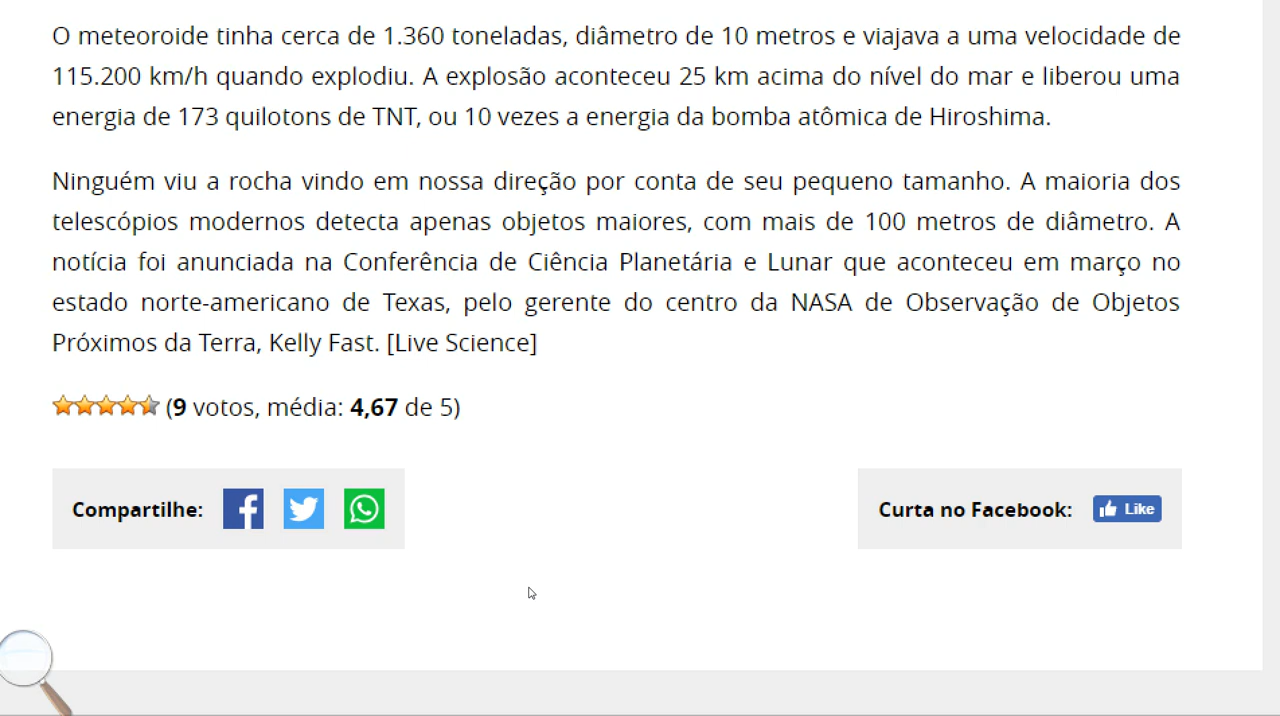 O meteoroide tinha cerca de 1.360 toneladas, diâmetro de 10 metros e viajava a uma velocidade de
115.200 km/h quando explodiu. A explosão aconteceu 25 km acima do nível do mar e liberou uma
energia de 173 quilotons de TNT, ou 10 vezes a energia da bomba atômica de Hiroshima.
Ninguém viu a rocha vindo em nossa direção por conta de seu pequeno tamanho. A maioria dos
telescópios modernos detecta apenas objetos maiores, com mais de 100 metros de diâmetro. A
notícia foi anunciada na Conferência de Ciência Planetária e Lunar que aconteceu em março no
estado norte-americano de Texas, pelo gerente do centro da NASA de Observação de Objetos
Próximos da Terra, Kelly Fast. [Live Science]
(9 votos, média: 4,67 de 5)
Compartilhe:
Curta no Facebook: Like